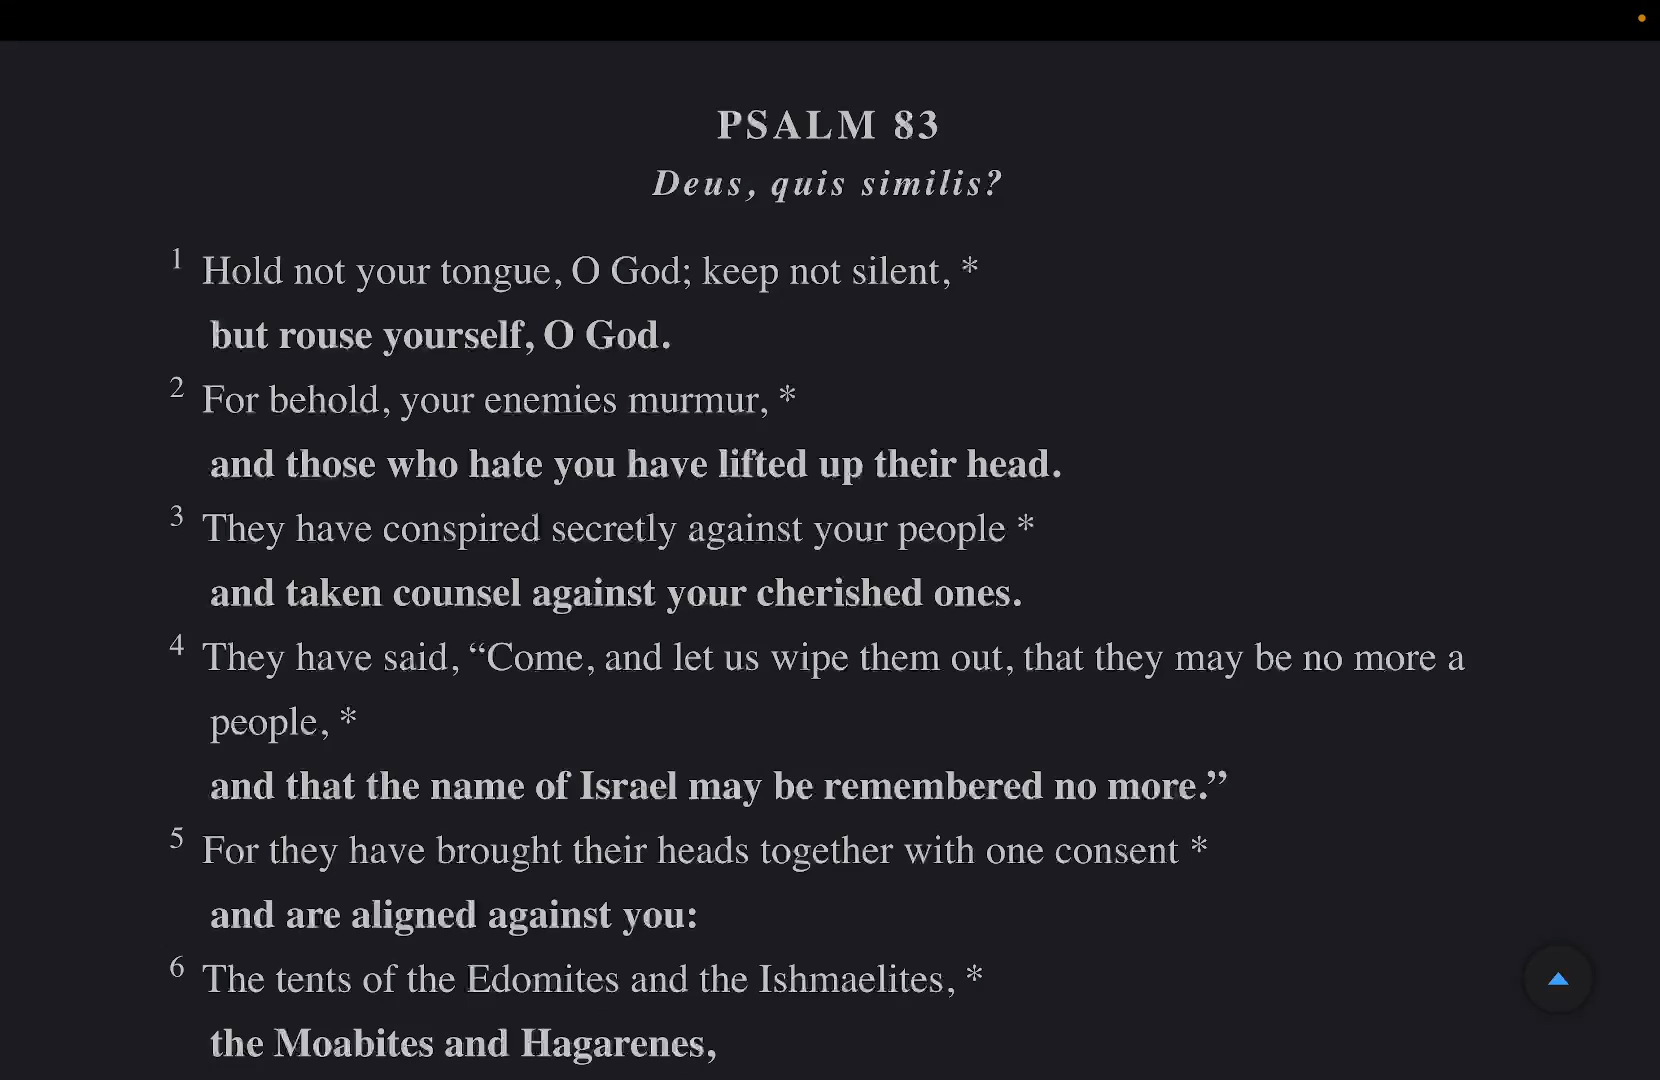 PSALM 83
Deus, quis similis?
1 Hold not your tongue, O God; keep not silent, *
but rouse yourself, O God.
2 For behold, your enemies murmur, *
and those who hate you have lifted up their head.
3 They have conspired secretly against your people *
and taken counsel against your cherished ones.
4 They have said, “Come, and let us wipe them out, that they may be no more a
people, *
and that the name of Israel may be remembered no more.”
5 For they have brought their heads together with one consent *
and are aligned against you:
6 The tents of the Edomites and the Ishmaelites, *
the Moabites and Hagarenes,